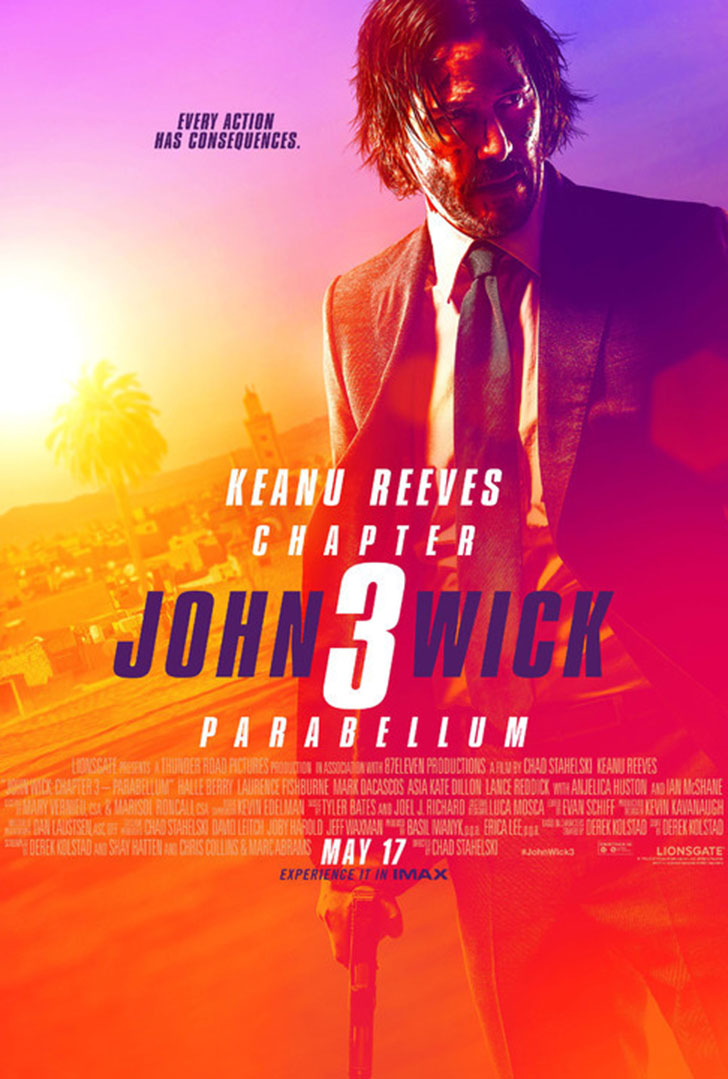 EVERY ACTION
HAS CONSEQUENCES.
KEANU REEVES
CHAPTER
JOHN 3 WICK
PARABELLUM
LIONSGATE PRESENTS A THUNDER ROAD PICTURES PRODUCTION IN ASSOCIATION WITH 87ELEVEN PRODUCTIONS A FILM BY CHAD STAHELSKI KEANU REEVES
"JOHN WICK: CHAPTER 3 – PARABELLUM" HALLE BERRY LAURENCE FISHBURNE MARK DACASCOS ASIA KATE DILLON LANCE REDDICK WITH ANJELICA HUSTON AND IAN McSHANE
MARY VERNIEU CSA & MARISOL RONCALI CSA KEVIN EDELMAN TYLER BATES AND JOEL J. RICHARD LUCA MOSCA EVAN SCHIFF KEVIN KAVANAUGH
DAN LAUSTSEN CHAD STAHELSKI DAVID LEITCH JOBY HAROLD JEFF WAXMAN BASIL IWANYK ERICA LEE DEREK KOLSTAD DEREK KOLSTAD
DEREK KOLSTAD AND SHAY HATTEN AND CHRIS COLLINS & MARC ABRAMS MAY 17 CHAD STAHELSKI #JohnWick3 LIONSGATE
EXPERIENCE IT IN IMAX